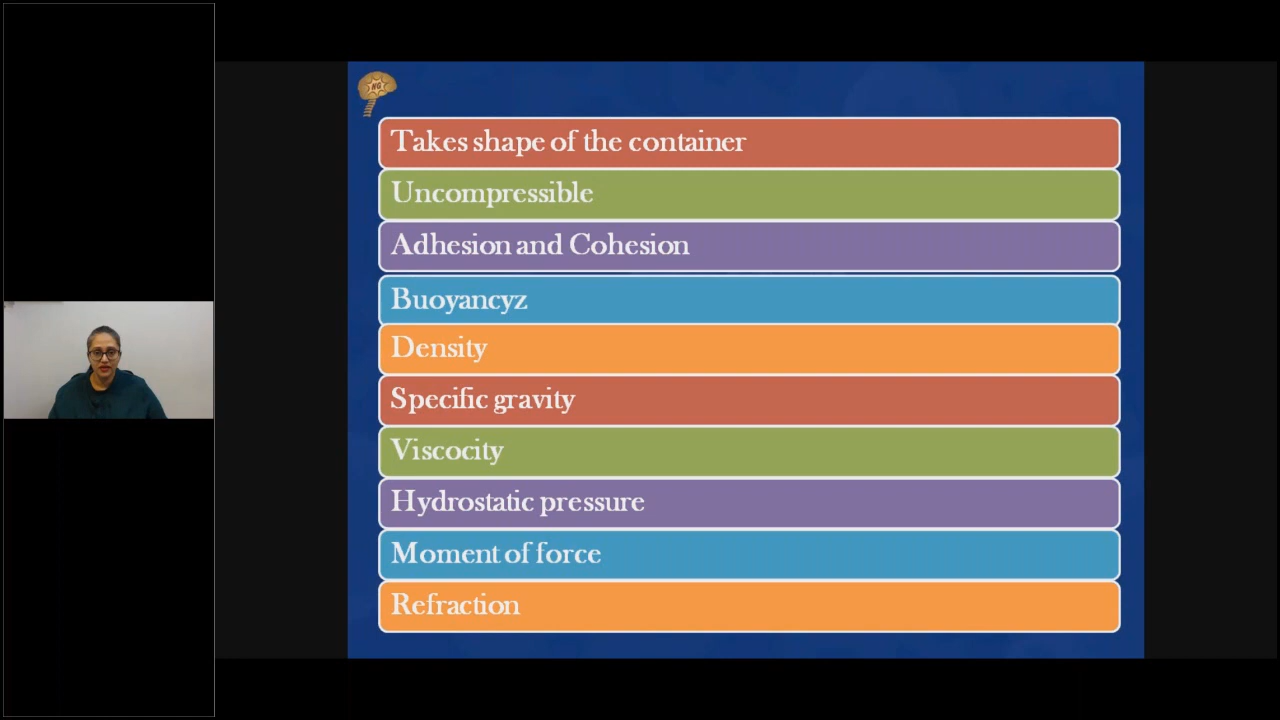 NG
Takes shape of the container
Uncompressible
Adhesion and Cohesion
Buoyancyz
Density
Specific gravity
Viscocity
Hydrostatic pressure
Moment of force
Refraction